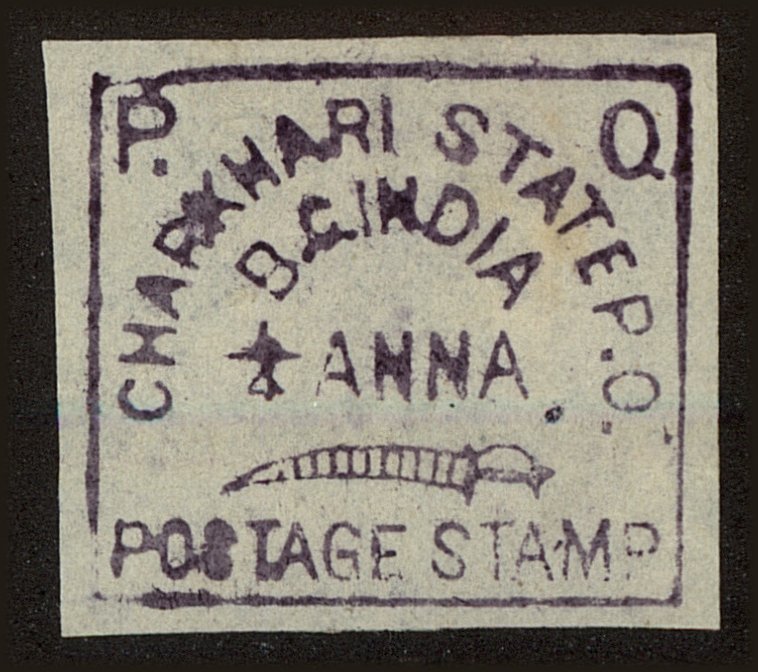 P. O
CHARKHARI STATE P.O.
B.C. INDIA
ANNA
POSTAGE STAMP